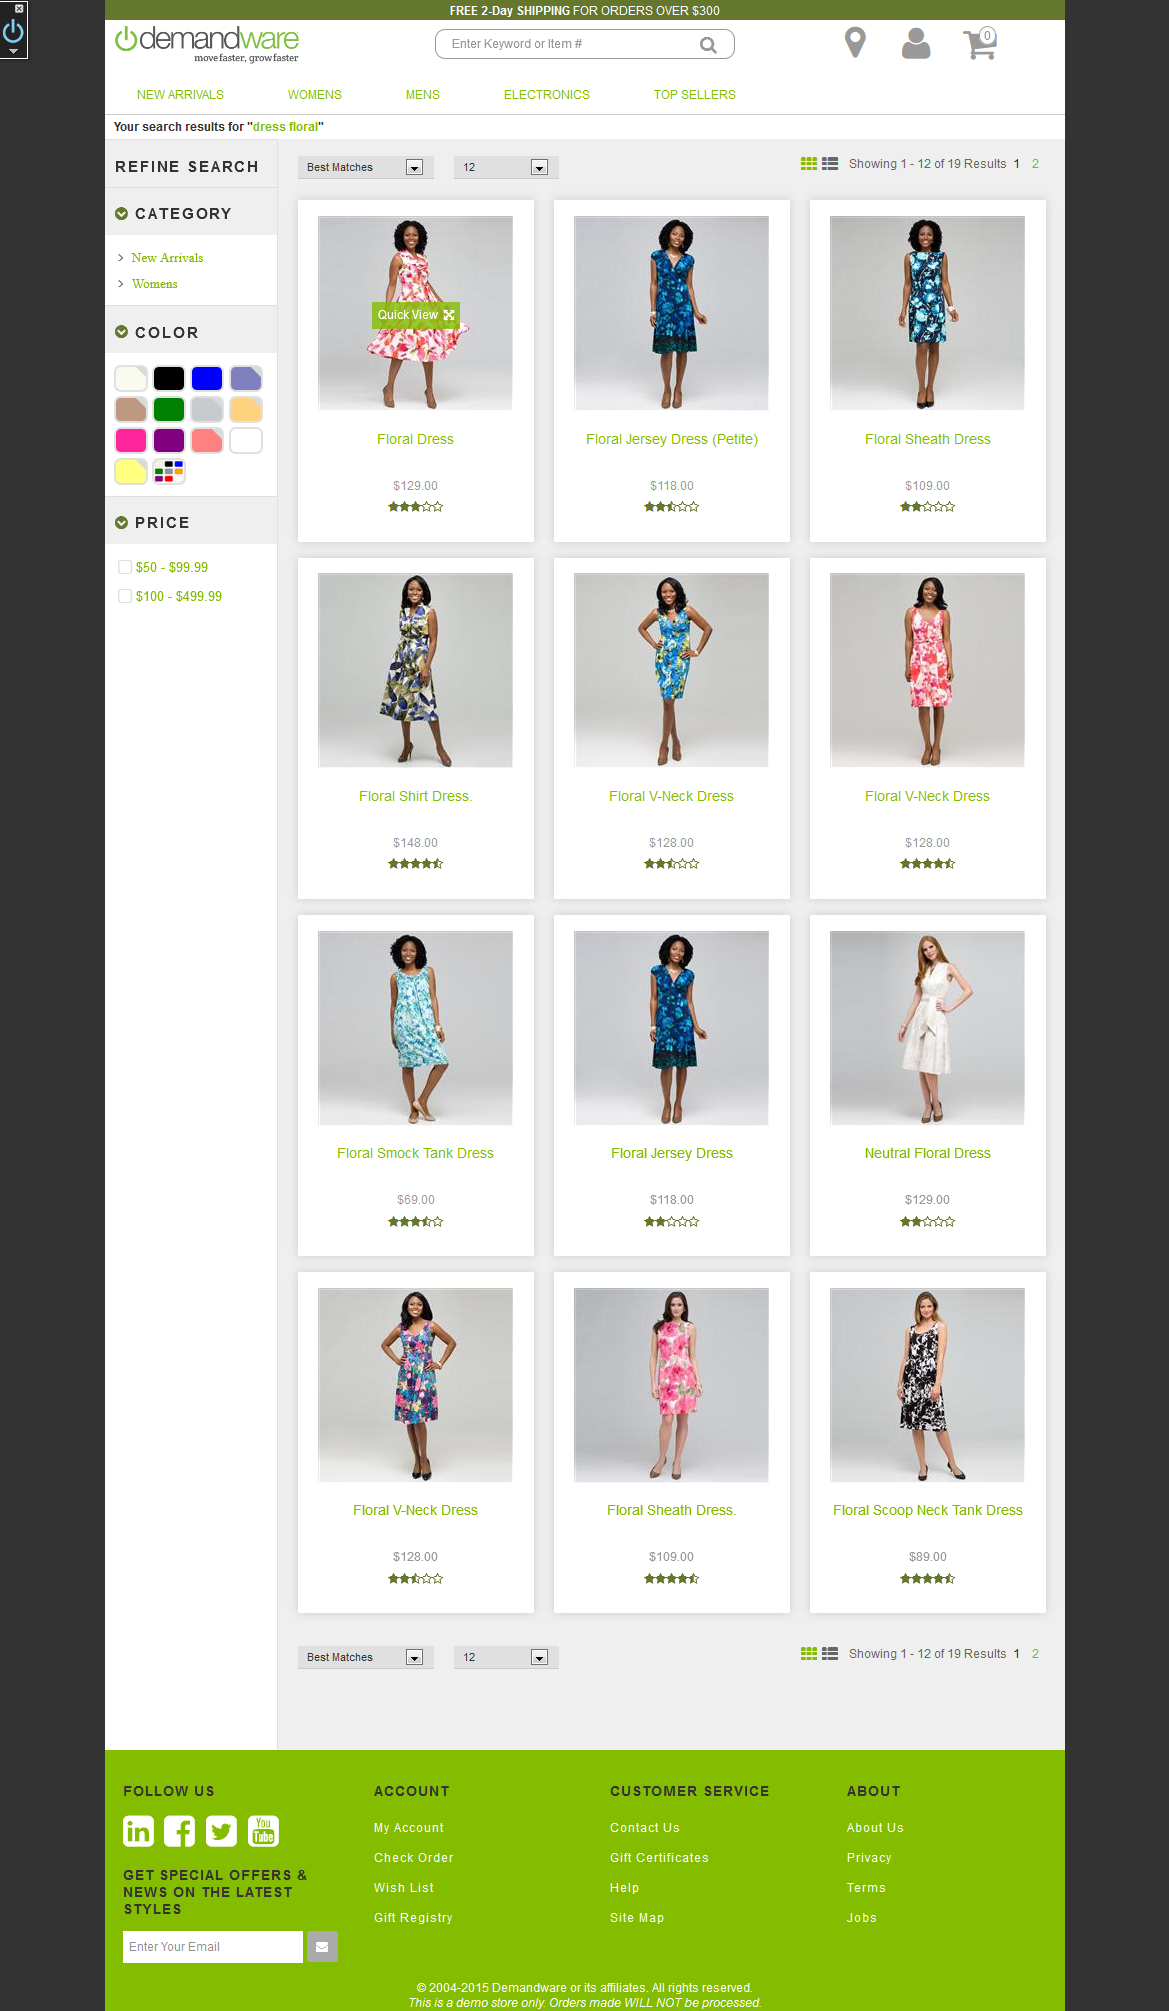 FREE 2-Day SHIPPING FOR ORDERS OVER $300
demandware
move faster, grow faster
Enter Keyword or Item #
0
NEW ARRIVALS WOMENS MENS ELECTRONICS TOP SELLERS
Your search results for "dress floral"
REFINE SEARCH
CATEGORY
New Arrivals
Womens
COLOR
PRICE
$50 - $99.99
$100 - $499.99
Best Matches 12 Showing 1 - 12 of 19 Results 1 2
Quick View
Floral Dress
$129.00
Floral Jersey Dress (Petite)
$118.00
Floral Sheath Dress
$109.00
Floral Shirt Dress.
$148.00
Floral V-Neck Dress
$128.00
Floral V-Neck Dress
$128.00
Floral Smock Tank Dress
$69.00
Floral Jersey Dress
$118.00
Neutral Floral Dress
$129.00
Floral V-Neck Dress
$128.00
Floral Sheath Dress.
$109.00
Floral Scoop Neck Tank Dress
$89.00
Best Matches 12 Showing 1 - 12 of 19 Results 1 2
FOLLOW US
in f You Tube
GET SPECIAL OFFERS &
NEWS ON THE LATEST
STYLES
Enter Your Email
ACCOUNT
My Account
Check Order
Wish List
Gift Registry
CUSTOMER SERVICE
Contact Us
Gift Certificates
Help
Site Map
ABOUT
About Us
Privacy
Terms
Jobs
© 2004-2015 Demandware or its affiliates. All rights reserved.
This is a demo store only. Orders made WILL NOT be processed.